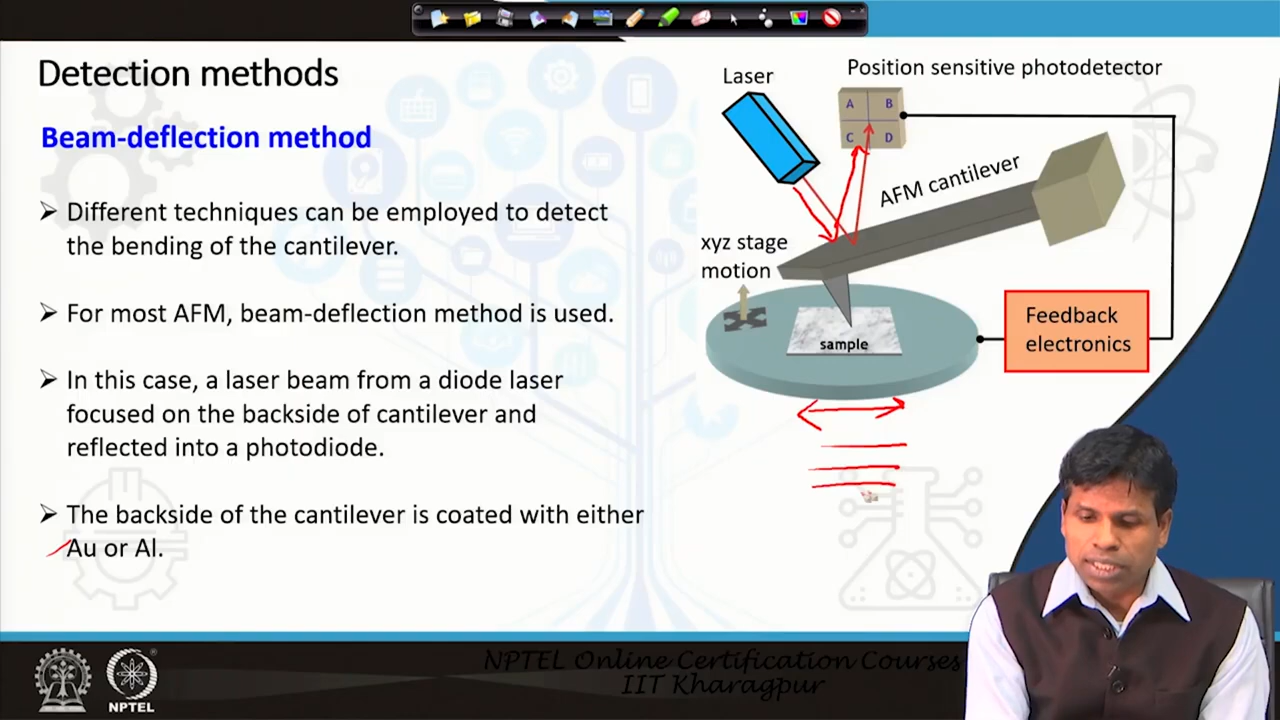 Detection methods
Beam-deflection method
➢ Different techniques can be employed to detect
the bending of the cantilever.
➢ For most AFM, beam-deflection method is used.
➢ In this case, a laser beam from a diode laser
focused on the backside of cantilever and
reflected into a photodiode.
➢ The backside of the cantilever is coated with either
Au or Al.
Laser
Position sensitive photodetector
A B
C D
AFM cantilever
xyz stage
motion
sample
Feedback
electronics
NPTEL
NPTEL Online Certification Courses
IIT Kharagpur